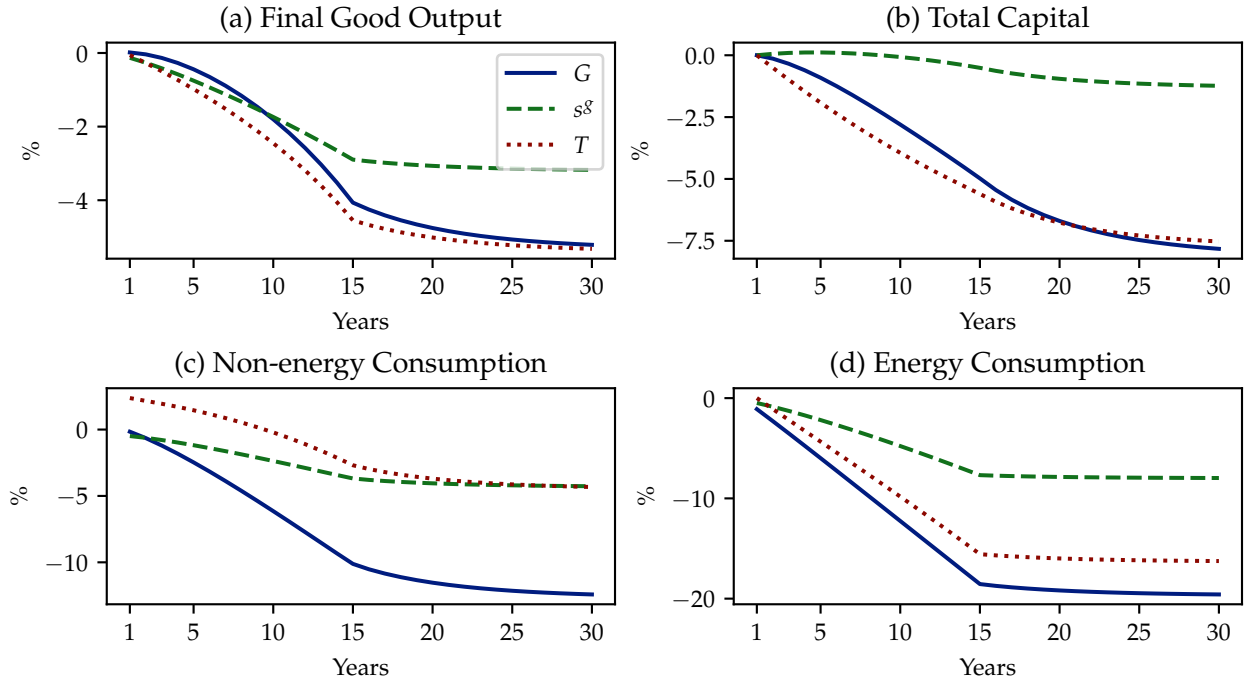 (a) Final Good Output
0
−2
−4
%
1 5 10 15 20 25 30
Years
G
s^g
T
(b) Total Capital
0.0
−2.5
−5.0
−7.5
%
1 5 10 15 20 25 30
Years
(c) Non-energy Consumption
0
−5
−10
%
1 5 10 15 20 25 30
Years
(d) Energy Consumption
0
−10
−20
%
1 5 10 15 20 25 30
Years